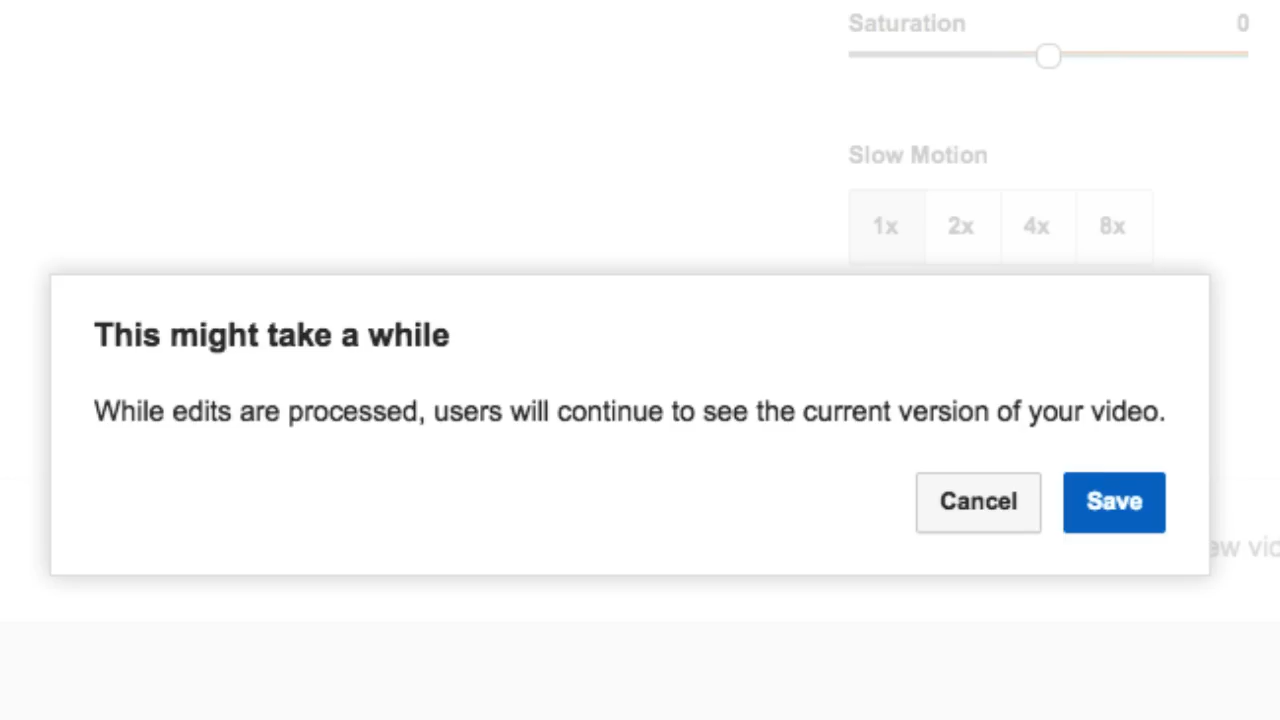 Saturation 0
Slow Motion
1x 2x 4x 8x
This might take a while
While edits are processed, users will continue to see the current version of your video.
Cancel Save